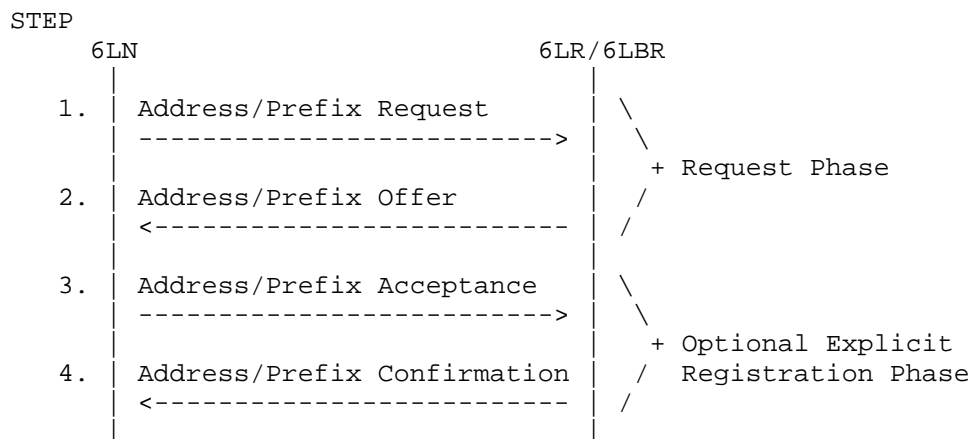 STEP
6LN 6LR/6LBR
1. Address/Prefix Request
+ Request Phase
2. Address/Prefix Offer
3. Address/Prefix Acceptance
+ Optional Explicit
4. Address/Prefix Confirmation Registration Phase